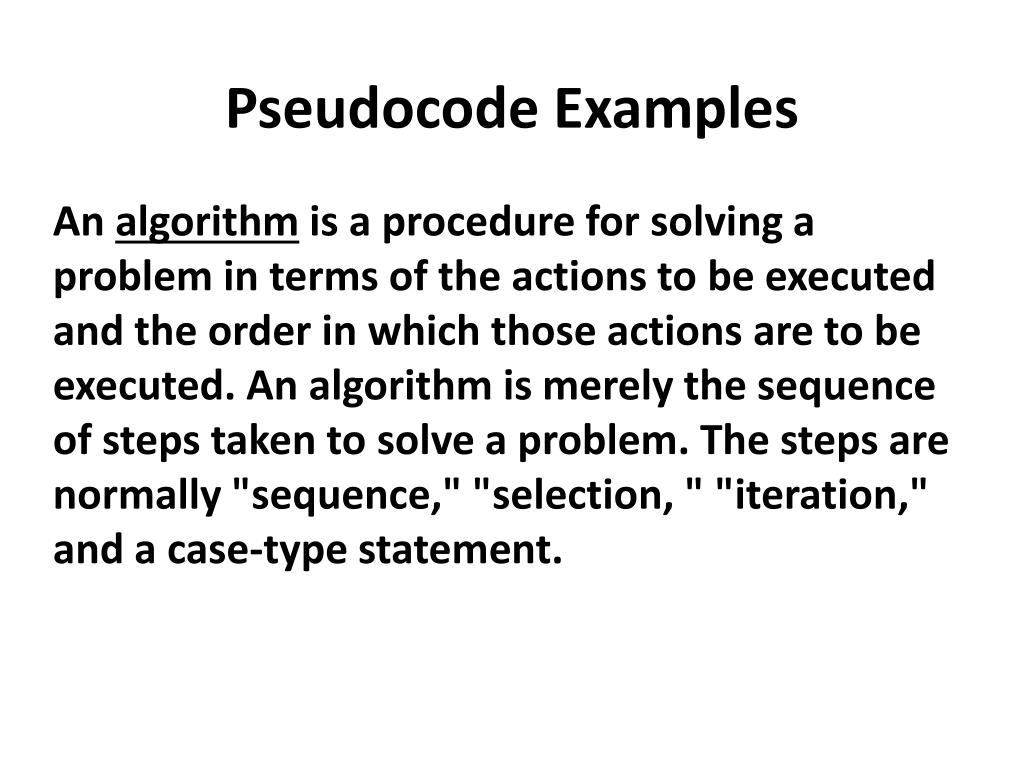 Pseudocode Examples
An algorithm is a procedure for solving a
problem in terms of the actions to be executed
and the order in which those actions are to be
executed. An algorithm is merely the sequence
of steps taken to solve a problem. The steps are
normally "sequence," "selection, " "iteration,"
and a case-type statement.